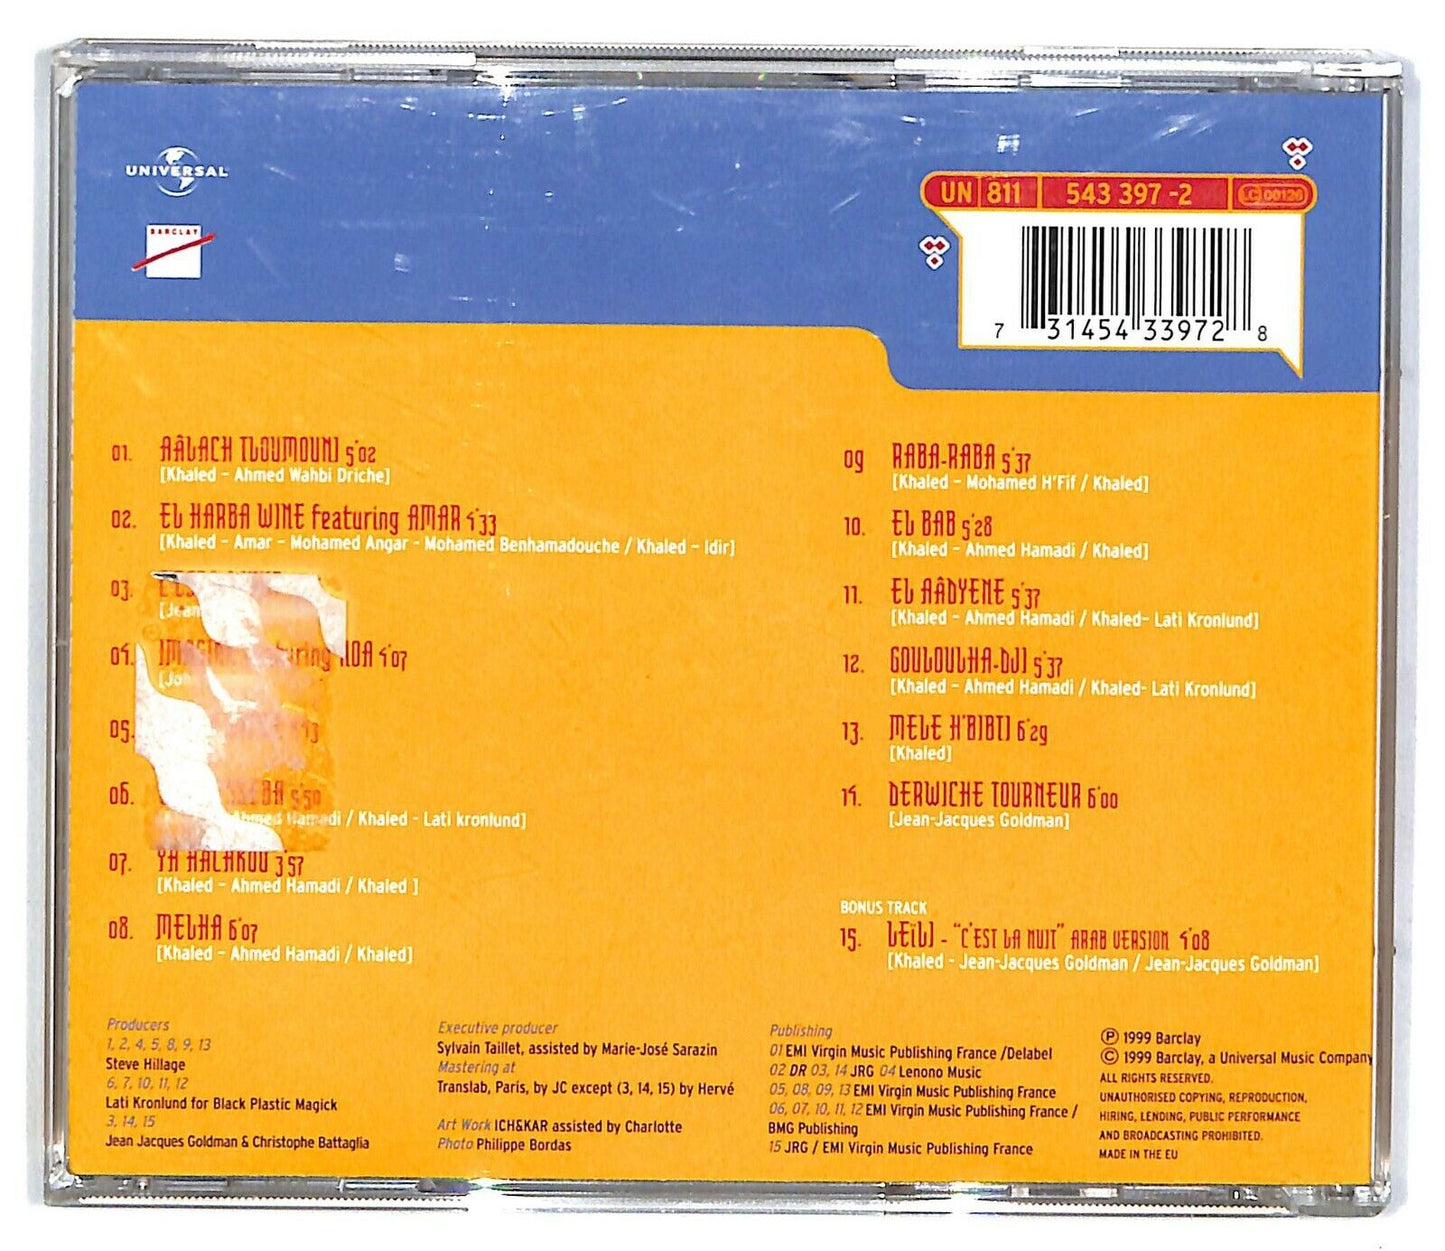 UNIVERSAL
BARCLAY
UN 811 543 397 -2 LC 00126
7 31454 33972 8
01. AÂLACH TLOUMOUNI 5'02
[Khaled – Ahmed Wahbi Driche]
02. EL HARBA WINE featuring AMAR 4'33
[Khaled – Amar – Mohamed Angar - Mohamed Benhamadouche / Khaled – Idir]
03.
[Jean
04. IMAGINE featuring NOA 4'07
[Joh
05.
06. 5'50
Ahmed Hamadi / Khaled - Lati kronlund]
07. YA HALAKOU 3'57
[Khaled – Ahmed Hamadi / Khaled ]
08. MELHA 6'07
[Khaled – Ahmed Hamadi / Khaled]
09 RABA-RABA 5'37
[Khaled – Mohamed H'Fif / Khaled]
10. EL BAB 5'28
[Khaled – Ahmed Hamadi / Khaled]
11. EL AÂDYENE 5'37
[Khaled – Ahmed Hamadi / Khaled– Lati Kronlund]
12. GOULOULHA-DJI 5'37
[Khaled – Ahmed Hamadi / Khaled- Lati Kronlund]
13. MELE H'BIBTI 6'29
[Khaled]
14. DERWICHE TOURNEUR 6'00
[Jean-Jacques Goldman]
BONUS TRACK
15. LEÏLI - "C'EST LA NUIT" ARAB VERSION 4'08
[Khaled - Jean-Jacques Goldman / Jean-Jacques Goldman]
Producers
1, 2, 4, 5, 8, 9, 13
Steve Hillage
6, 7, 10, 11, 12
Lati Kronlund for Black Plastic Magick
3, 14, 15
Jean Jacques Goldman & Christophe Battaglia
Executive producer
Sylvain Taillet, assisted by Marie-José Sarazin
Mastering at
Translab, Paris, by JC except (3, 14, 15) by Hervé
Art Work ICH&KAR assisted by Charlotte
Photo Philippe Bordas
Publishing
01 EMI Virgin Music Publishing France /Delabel
02 DR 03, 14 JRG 04 Lenono Music
05, 08, 09, 13 EMI Virgin Music Publishing France
06, 07, 10, 11, 12 EMI Virgin Music Publishing France /
BMG Publishing
15 JRG / EMI Virgin Music Publishing France
℗ 1999 Barclay
© 1999 Barclay, a Universal Music Company
ALL RIGHTS RESERVED.
UNAUTHORISED COPYING, REPRODUCTION,
HIRING, LENDING, PUBLIC PERFORMANCE
AND BROADCASTING PROHIBITED.
MADE IN THE EU